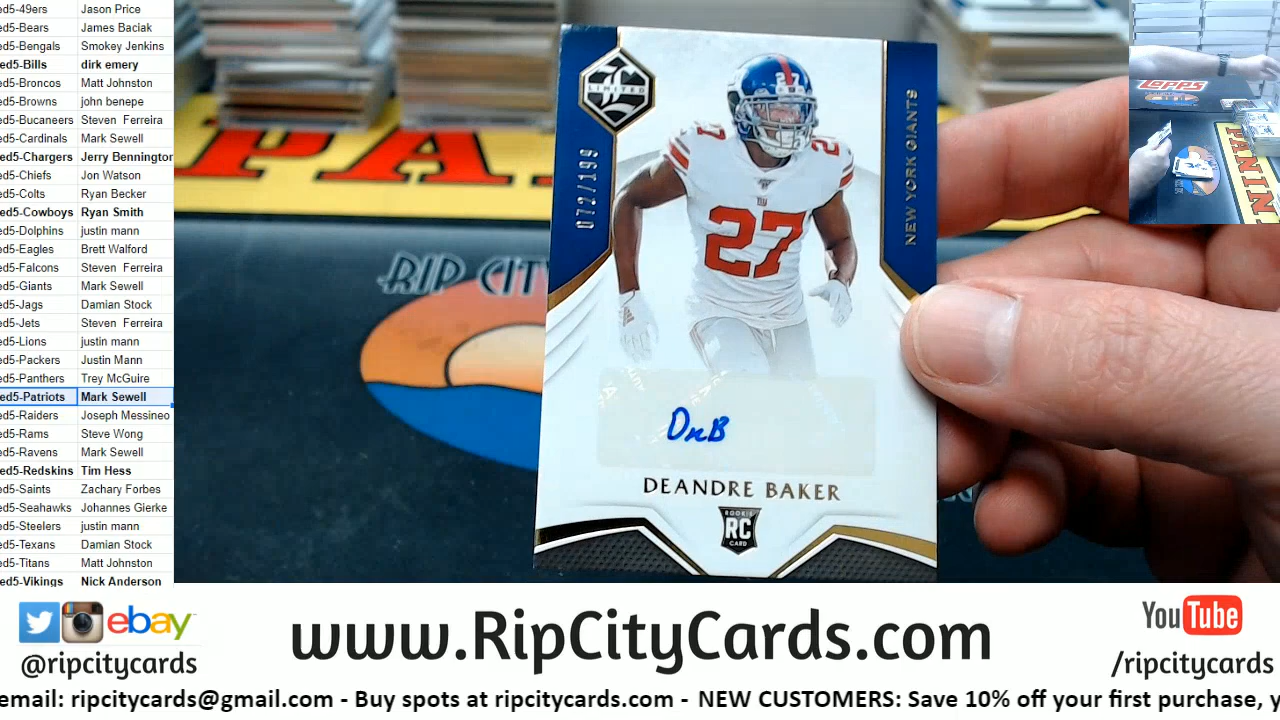 ed5-49ers Jason Price
ed5-Bears James Baciak
ed5-Bengals Smokey Jenkins
ed5-Bills dirk emery
ed5-Broncos Matt Johnston
ed5-Browns john benepe
ed5-Bucaneers Steven Ferreira
ed5-Cardinals Mark Sewell
ed5-Chargers Jerry Bennington
ed5-Chiefs Jon Watson
ed5-Colts Ryan Becker
ed5-Cowboys Ryan Smith
ed5-Dolphins justin mann
ed5-Eagles Brett Walford
ed5-Falcons Steven Ferreira
ed5-Giants Mark Sewell
ed5-Jags Damian Stock
ed5-Jets Steven Ferreira
ed5-Lions justin mann
ed5-Packers Justin Mann
ed5-Panthers Trey McGuire
ed5-Patriots Mark Sewell
ed5-Raiders Joseph Messineo
ed5-Rams Steve Wong
ed5-Ravens Mark Sewell
ed5-Redskins Tim Hess
ed5-Saints Zachary Forbes
ed5-Seahawks Johannes Gierke
ed5-Steelers justin mann
ed5-Texans Damian Stock
ed5-Titans Matt Johnston
ed5-Vikings Nick Anderson
PA
RIP CITY
LIMITED
072/199
NEW YORK GIANTS
27
27
27
DnB
DEANDRE BAKER
ROOKIE
RC
CARD
Topps
PANIN
ebay
@ripcitycards
www.RipCityCards.com
YouTube
/ripcitycards
email: ripcitycards@gmail.com - Buy spots at ripcitycards.com - NEW CUSTOMERS: Save 10% off your first purchase, y